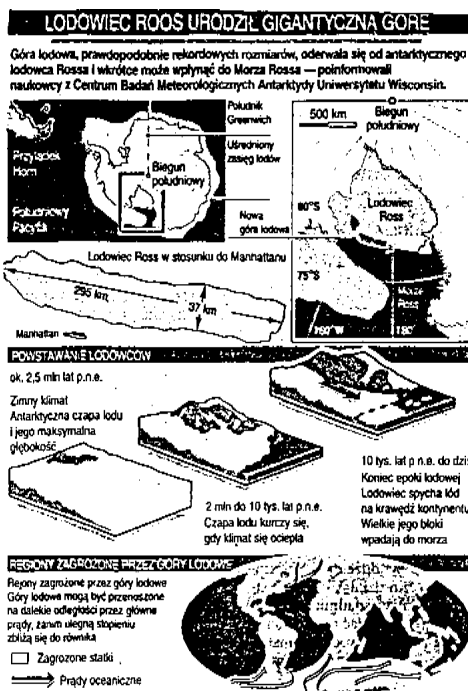 LODOWIEC ROOS URODZIŁ GIGANTYCZNĄ GÓRĘ
Góra lodowa, prawdopodobnie rekordowych rozmiarów, oderwała się od antarktycznego
lodowca Rossa i wkrótce może wpłynąć do Morza Rossa — poinformowali
naukowcy z Centrum Badań Meteorologicznych Antarktydy Uniwersytetu Wisconsin.
Przylądek
Horn
Południowy
Pacyfik
Biegun
południowy
Południk
Greenwich
Uśredniony
zasięg lodów
Nowa
góra lodowa
500 km
Biegun
południowy
80°S
Lodowiec
Ross
75°S
Morze
Ross
160°W
180°
Lodowiec Ross w stosunku do Manhattanu
295 km
37 km
Manhattan
POWSTAWANIE LODOWCÓW
ok. 2,5 mln lat p.n.e.
Zimny klimat
Antarktyczna czapa lodu
i jego maksymalna
głębokość
2 mln do 10 tys. lat p.n.e.
Czapa lodu kurczy się,
gdy klimat się ociepla
10 tys. lat p.n.e. do dziś
Koniec epoki lodowej
Lodowiec spycha lód
na krawędź kontynentu
Wielkie jego bloki
wpadają do morza
REGIONY ZAGROŻONE PRZEZ GÓRY LODOWE
Rejony zagrożone przez góry lodowe
Góry lodowe mogą być przenoszone
na dalekie odległości przez główne
prądy, zanim ulegną stopieniu
zbliżą się do równika
Zagrożone statki
Prądy oceaniczne